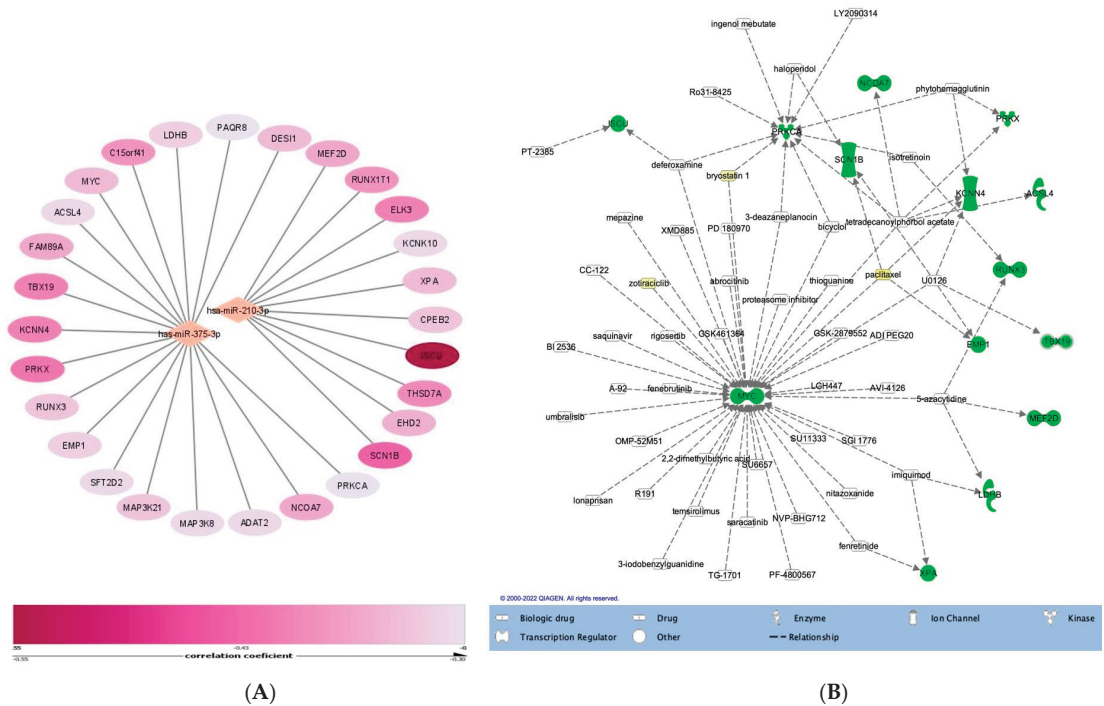 PAQR8
LDHB
DESI1
C15orf41
MEF2D
MYC
RUNX1T1
ACSL4
ELK3
FAM89A
KCNK10
TBX19
XPA
hsa-miR-210-3p
CPEB2
KCNN4
has-miR-375-3p
ISCU
PRKX
THSD7A
RUNX3
EHD2
EMP1
SCN1B
SFT2D2
PRKCA
MAP3K21
NCOA7
MAP3K8
ADAT2
-0.43
-0.55
correlation coeficient
-0.30
(A)
LY2090314
ingenol mebutate
haloperidol
NCOA7
Ro31-8425
phytohemagglutinin
ISCU
PRKCA
PRKX
PT-2385
deferoxamine
SCN1B
isotretinoin
bryostatin 1
KCNN4
ACSL4
mepazine
3-deazaneplanocin
tetradecanoylphorbol acetate
XMD885
PD 180970
bicyclol
CC-122
RUNX3
zotiraciclib
abrocitinib
thioguanine
paclitaxel
U0126
proteasome inhibitor
saquinavir
rigosertib
GSK461364
GSK-2879552
ADI PEG20
TBX19
BI 2536
EMP1
A-92
fenebrutinib
LGH447
AVI-4126
MYC
5-azacytidine
umbralisib
MEF2D
OMP-52M51
SU11333
SGI 1776
2,2-dimethylbutyric acid
SU6657
imiquimod
lonaprisan
R191
nitazoxanide
LDHB
temsirolimus
saracatinib
NVP-BHG712
fenretinide
3-iodobenzylguanidine
TG-1701
PF-4800567
XPA
© 2000-2022 QIAGEN. All rights reserved.
Biologic drug
Drug
Enzyme
Ion Channel
Kinase
Transcription Regulator
Other
Relationship
(B)